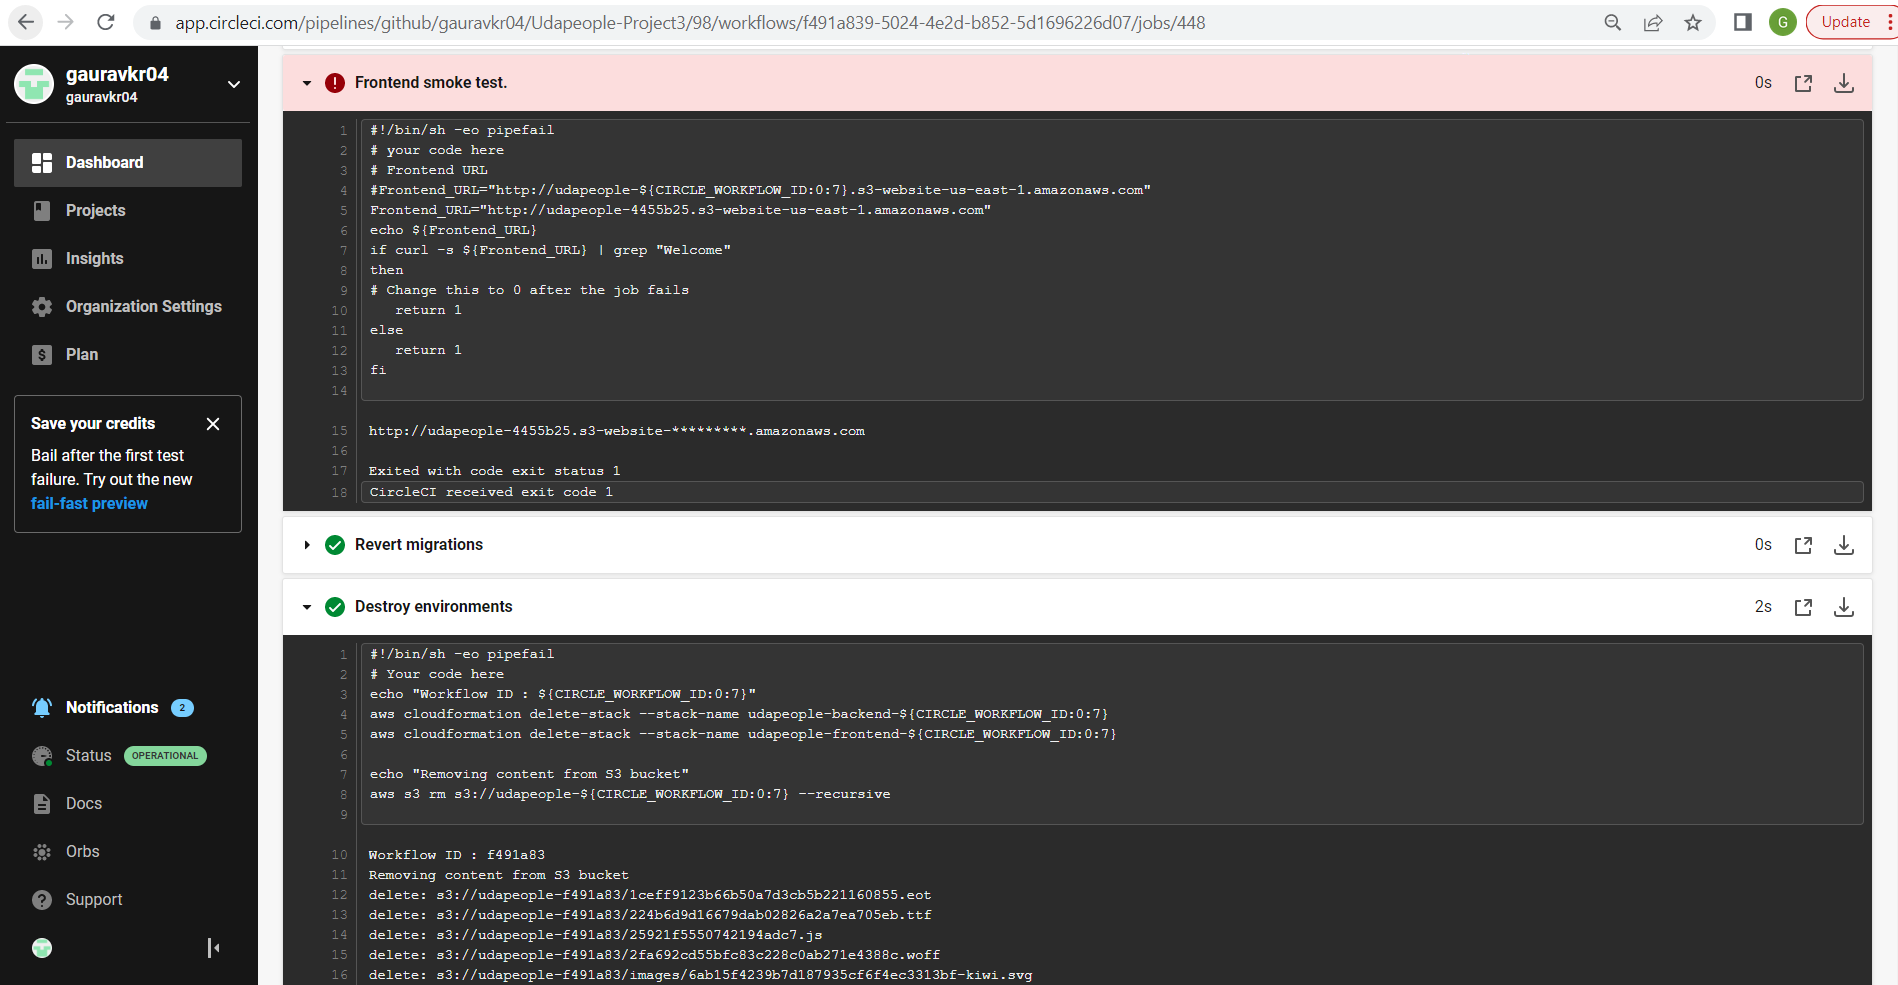 app.circleci.com/pipelines/github/gauravkr04/Udapeople-Project3/98/workflows/f491a839-5024-4e2d-b852-5d1696226d07/jobs/448
G
Update
gauravkr04
gauravkr04
Dashboard
Projects
Insights
Organization Settings
Plan
Save your credits
Bail after the first test
failure. Try out the new
fail-fast preview
Notifications 2
Status OPERATIONAL
Docs
Orbs
Support
Frontend smoke test. 0s
1 #!/bin/sh -eo pipefail
2 # your code here
3 # Frontend URL
4 #Frontend_URL="http://udapeople-${CIRCLE_WORKFLOW_ID:0:7}.s3-website-us-east-1.amazonaws.com"
5 Frontend_URL="http://udapeople-4455b25.s3-website-us-east-1.amazonaws.com"
6 echo ${Frontend_URL}
7 if curl -s ${Frontend_URL} | grep "Welcome"
8 then
9 # Change this to 0 after the job fails
10 return 1
11 else
12 return 1
13 fi
14
15 http://udapeople-4455b25.s3-website-*********.amazonaws.com
16
17 Exited with code exit status 1
18 CircleCI received exit code 1
Revert migrations 0s
Destroy environments 2s
1 #!/bin/sh -eo pipefail
2 # Your code here
3 echo "Workflow ID : ${CIRCLE_WORKFLOW_ID:0:7}"
4 aws cloudformation delete-stack --stack-name udapeople-backend-${CIRCLE_WORKFLOW_ID:0:7}
5 aws cloudformation delete-stack --stack-name udapeople-frontend-${CIRCLE_WORKFLOW_ID:0:7}
6
7 echo "Removing content from S3 bucket"
8 aws s3 rm s3://udapeople-${CIRCLE_WORKFLOW_ID:0:7} --recursive
9
10 Workflow ID : f491a83
11 Removing content from S3 bucket
12 delete: s3://udapeople-f491a83/1ceff9123b66b50a7d3cb5b221160855.eot
13 delete: s3://udapeople-f491a83/224b6d9d16679dab02826a2a7ea705eb.ttf
14 delete: s3://udapeople-f491a83/25921f5550742194adc7.js
15 delete: s3://udapeople-f491a83/2fa692cd55bfc83c228c0ab271e4388c.woff
16 delete: s3://udapeople-f491a83/images/6ab15f4239b7d187935cf6f4ec3313bf-kiwi.svg